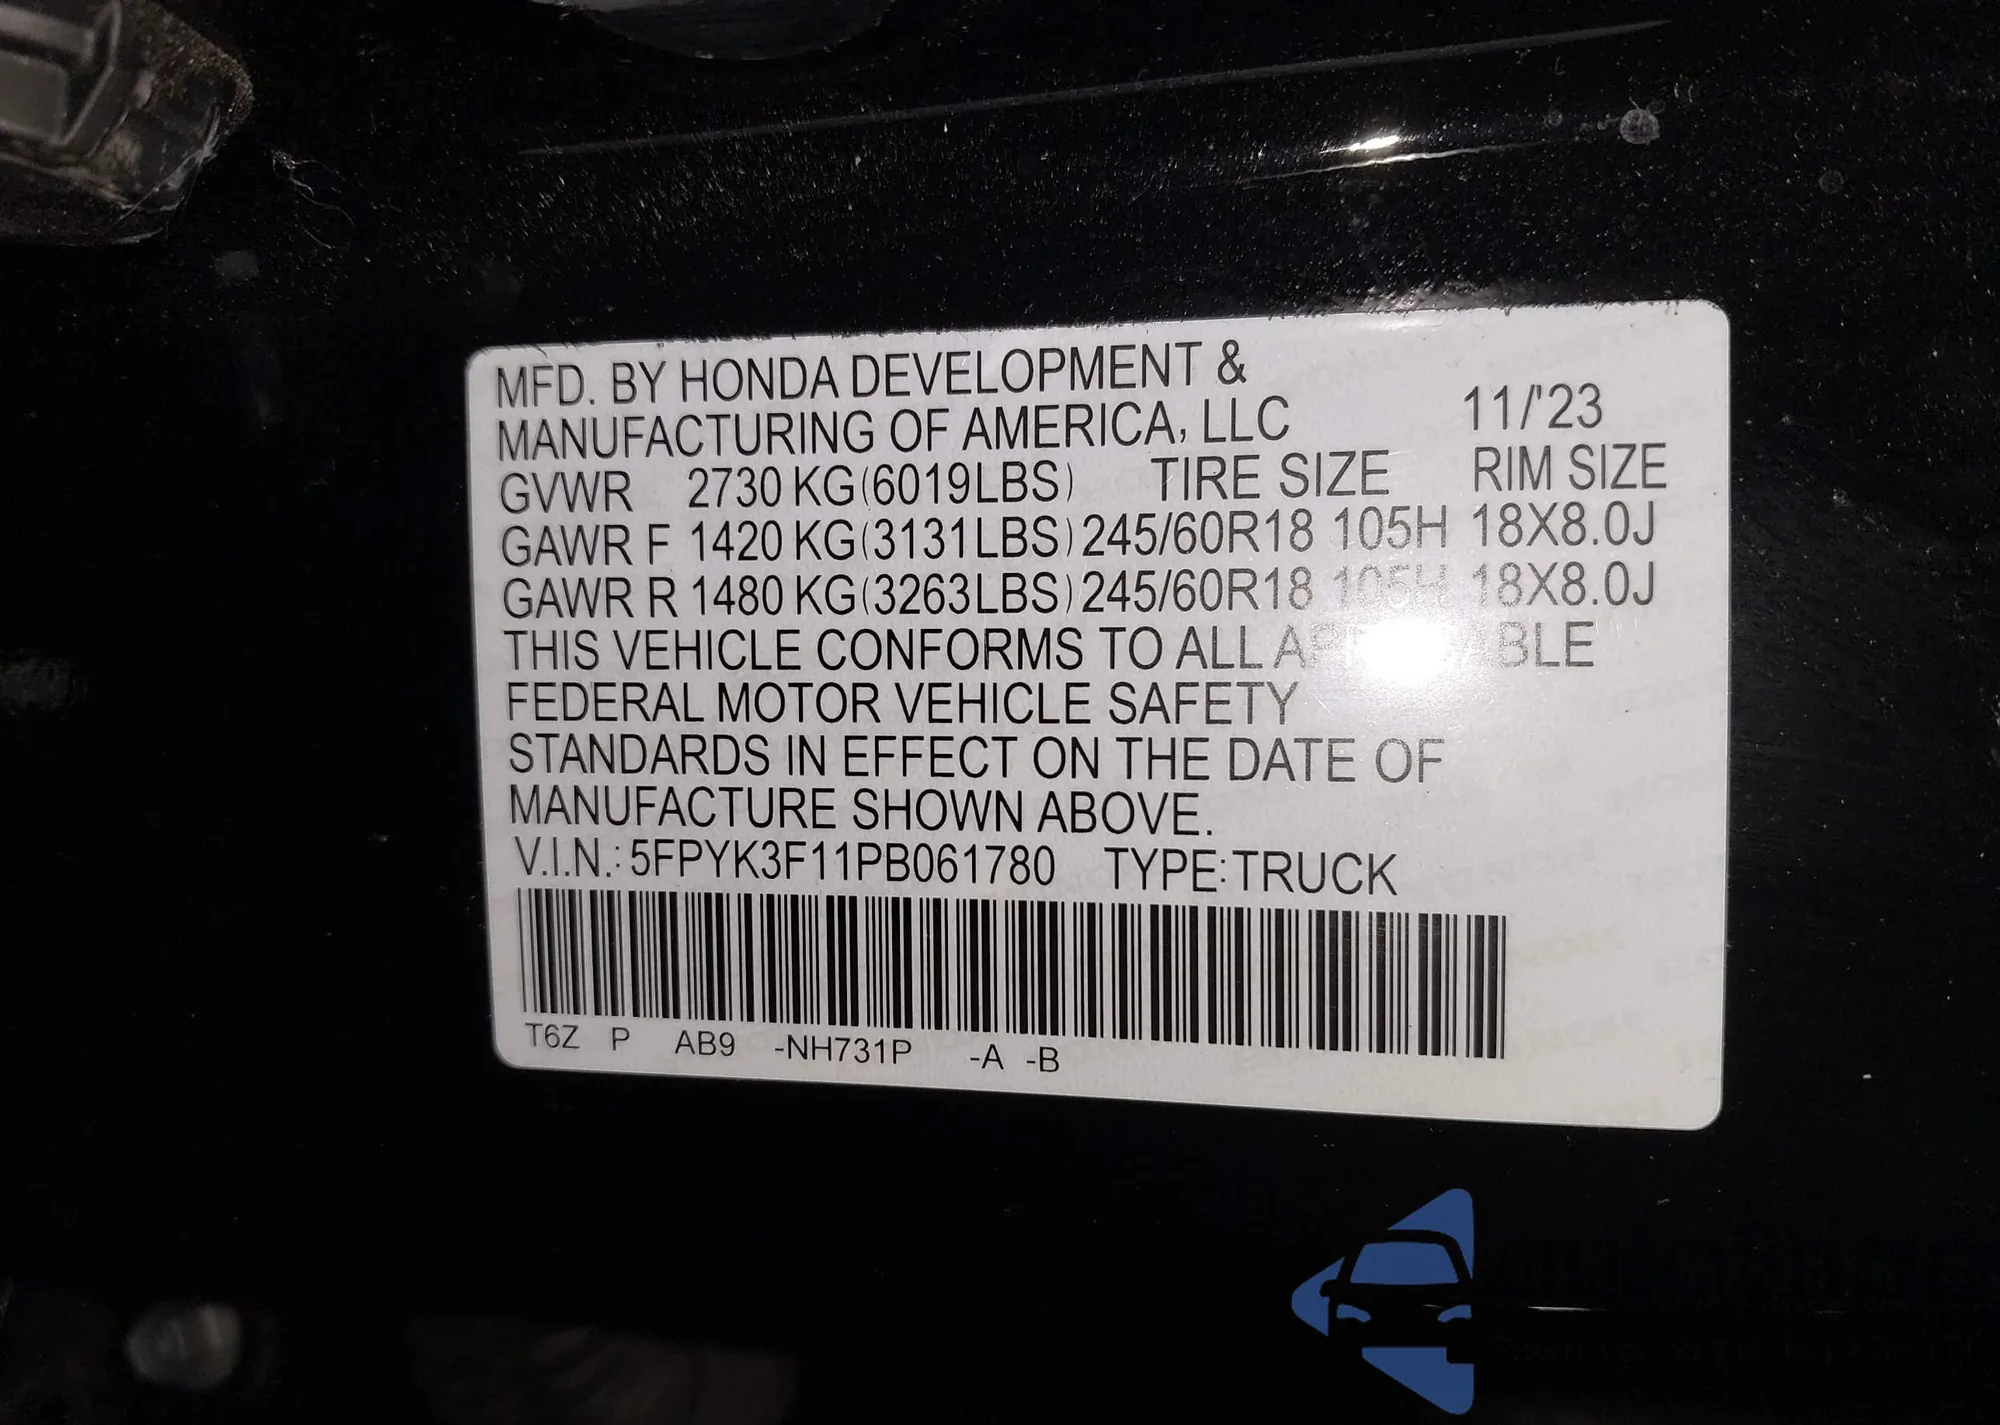 MFD. BY HONDA DEVELOPMENT &
MANUFACTURING OF AMERICA, LLC 11/'23
GVWR 2730 KG(6019LBS) TIRE SIZE RIM SIZE
GAWR F 1420 KG(3131LBS) 245/60R18 105H 18X8.0J
GAWR R 1480 KG(3263LBS) 245/60R18 105H 18X8.0J
THIS VEHICLE CONFORMS TO ALL
FEDERAL MOTOR VEHICLE SAFETY
STANDARDS IN EFFECT ON THE DATE OF
MANUFACTURE SHOWN ABOVE.
V.I.N.: 5FPYK3F11PB061780 TYPE: TRUCK
T6Z P AB9 -NH731P -A -B